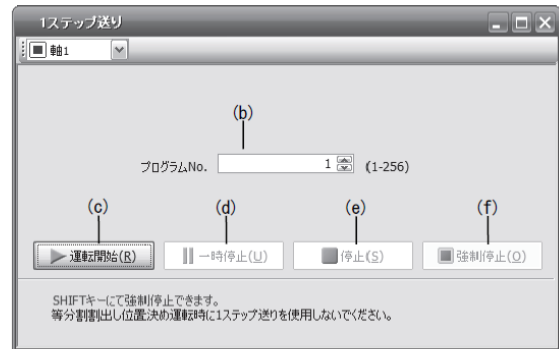 1ステップ送り
軸1
(b)
プログラムNo. 1 (1-256)
(c) (d) (e) (f)
運転開始(R) 一時停止(U) 停止(S) 強制停止(O)
SHIFTキーにて強制停止できます。
等分割割出し位置決め運転時に1ステップ送りを使用しないでください。